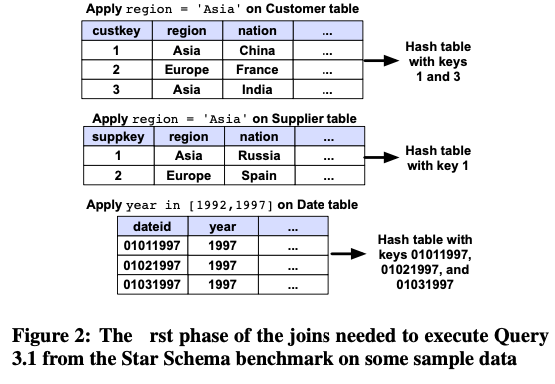 Apply region = 'Asia' on Customer table
custkey region nation ...
1 Asia China ...
2 Europe France ...
3 Asia India ...
Hash table
with keys
1 and 3
Apply region = 'Asia' on Supplier table
suppkey region nation ...
1 Asia Russia ...
2 Europe Spain ...
Hash table
with key 1
Apply year in [1992,1997] on Date table
dateid year ...
01011997 1997 ...
01021997 1997 ...
01031997 1997 ...
Hash table with
keys 01011997,
01021997, and
01031997
Figure 2: The rst phase of the joins needed to execute Query
3.1 from the Star Schema benchmark on some sample data